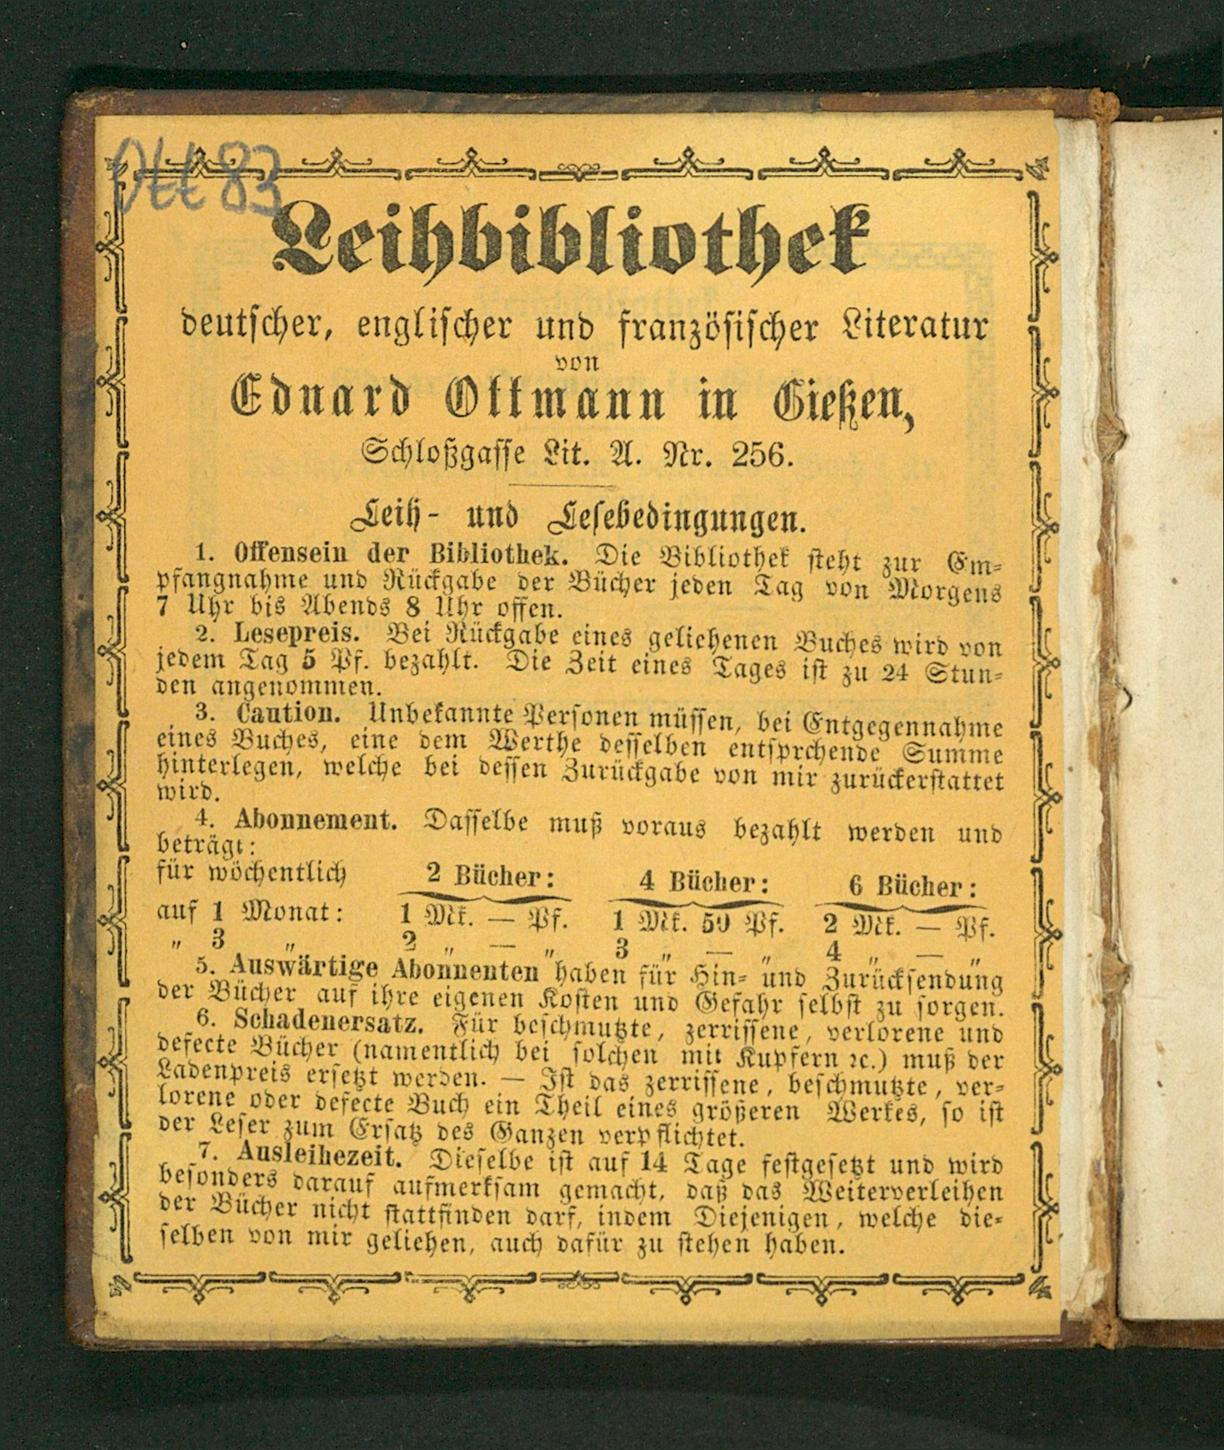 Ott 83
Leihbibliothek
deutscher, englischer und französischer Literatur
von
Eduard Ottmann in Gießen,
Schloßgasse Lit. A. Nr. 256.
Leih- und Lesebedingungen.
1. Offensein der Bibliothek. Die Bibliothek steht zur Em-
pfangnahme und Rückgabe der Bücher jeden Tag von Morgens
7 Uhr bis Abends 8 Uhr offen.
2. Lesepreis. Bei Rückgabe eines geliehenen Buches wird von
jedem Tag 5 Pf. bezahlt. Die Zeit eines Tages ist zu 24 Stun-
den angenommen.
3. Caution. Unbekannte Personen müssen, bei Entgegennahme
eines Buches, eine dem Werthe desselben entsprchende Summe
hinterlegen, welche bei dessen Zurückgabe von mir zurückerstattet
wird.
4. Abonnement. Dasselbe muß voraus bezahlt werden und
beträgt:
für wöchentlich 2 Bücher: 4 Bücher: 6 Bücher:
auf 1 Monat: 1 Mk. — Pf. 1 Mk. 50 Pf. 2 Mk. — Pf.
„ 3 „ 2 „ — „ 3 „ — „ 4 „ — „
5. Auswärtige Abonnenten haben für Hin- und Zurücksendung
der Bücher auf ihre eigenen Kosten und Gefahr selbst zu sorgen.
6. Schadenersatz. Für beschmutzte, zerrissene, verlorene und
defecte Bücher (namentlich bei solchen mit Kupfern ꝛc.) muß der
Ladenpreis ersetzt werden. — Ist das zerrissene, beschmutzte, ver-
lorene oder defecte Buch ein Theil eines größeren Werkes, so ist
der Leser zum Ersatz des Ganzen verpflichtet.
7. Ausleihezeit. Dieselbe ist auf 14 Tage festgesetzt und wird
besonders darauf aufmerksam gemacht, daß das Weiterverleihen
der Bücher nicht stattfinden darf, indem Diejenigen, welche die-
selben von mir geliehen, auch dafür zu stehen haben.